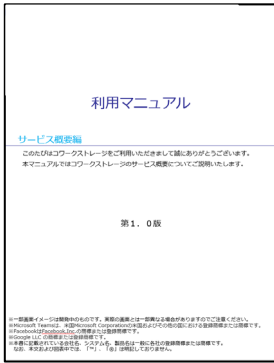 利用マニュアル
サービス概要編
このたびはコワークストレージをご利用いただきまして誠にありがとうございます。
本マニュアルではコワークストレージのサービス概要についてご説明いたします。
第1.0版
※一部画面イメージは開発中のものです。実際の画面とは一部異なる場合がありますのでご注意ください。
※Microsoft Teamsは、米国Microsoft Corporationの米国およびその他の国における登録商標または商標です。
※FacebookはFacebook,Inc.の商標または登録商標です。
※Google LLC の商標または登録商標です。
※本書に記載されている会社名、システム名、製品名は一般に各社の登録商標または商標です。
なお、本文および図表中では、「™」、「®」は明記しておりません。